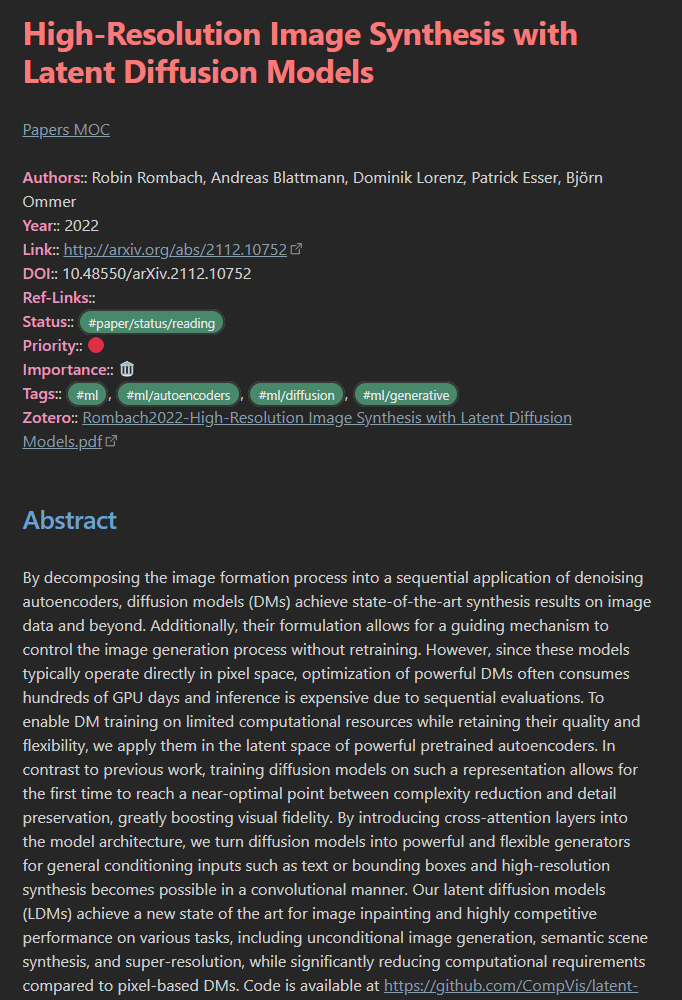 High-Resolution Image Synthesis with
Latent Diffusion Models
Papers MOC
Authors:: Robin Rombach, Andreas Blattmann, Dominik Lorenz, Patrick Esser, Björn
Ommer
Year:: 2022
Link:: http://arxiv.org/abs/2112.10752
DOI:: 10.48550/arXiv.2112.10752
Ref-Links::
Status:: #paper/status/reading
Priority:: 🔴
Importance:: 🏛
Tags:: #ml, #ml/autoencoders, #ml/diffusion, #ml/generative
Zotero:: Rombach2022-High-Resolution Image Synthesis with Latent Diffusion
Models.pdf
Abstract
By decomposing the image formation process into a sequential application of denoising
autoencoders, diffusion models (DMs) achieve state-of-the-art synthesis results on image
data and beyond. Additionally, their formulation allows for a guiding mechanism to
control the image generation process without retraining. However, since these models
typically operate directly in pixel space, optimization of powerful DMs often consumes
hundreds of GPU days and inference is expensive due to sequential evaluations. To
enable DM training on limited computational resources while retaining their quality and
flexibility, we apply them in the latent space of powerful pretrained autoencoders. In
contrast to previous work, training diffusion models on such a representation allows for
the first time to reach a near-optimal point between complexity reduction and detail
preservation, greatly boosting visual fidelity. By introducing cross-attention layers into
the model architecture, we turn diffusion models into powerful and flexible generators
for general conditioning inputs such as text or bounding boxes and high-resolution
synthesis becomes possible in a convolutional manner. Our latent diffusion models
(LDMs) achieve a new state of the art for image inpainting and highly competitive
performance on various tasks, including unconditional image generation, semantic scene
synthesis, and super-resolution, while significantly reducing computational requirements
compared to pixel-based DMs. Code is available at https://github.com/CompVis/latent-